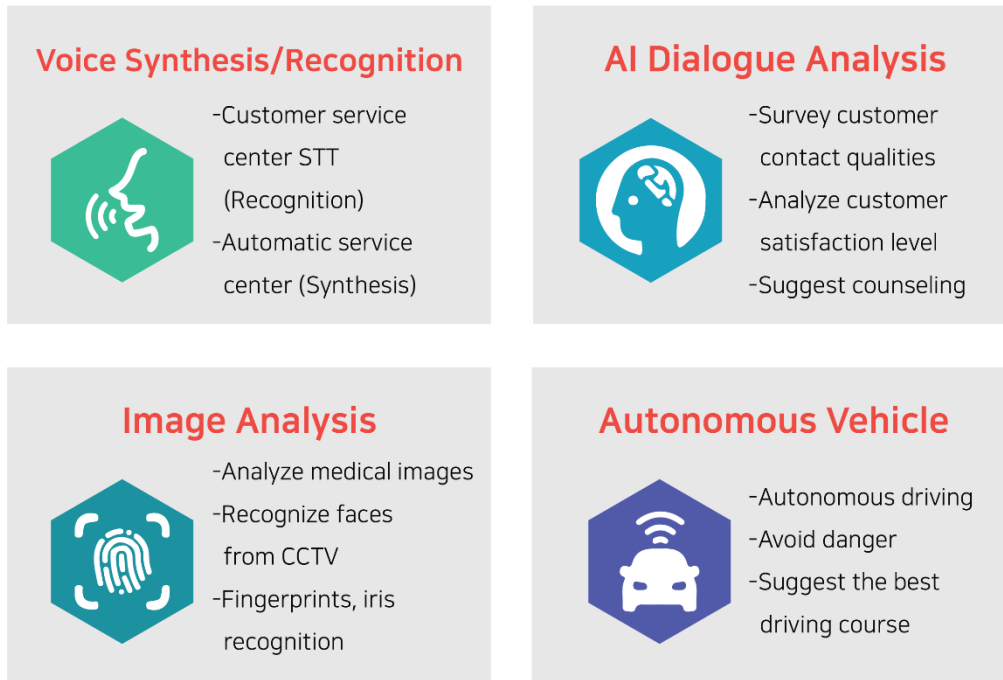 Voice Synthesis/Recognition
-Customer service
center STT
(Recognition)
-Automatic service
center (Synthesis)
AI Dialogue Analysis
-Survey customer
contact qualities
-Analyze customer
satisfaction level
-Suggest counseling
Image Analysis
-Analyze medical images
-Recognize faces
from CCTV
-Fingerprints, iris
recognition
Autonomous Vehicle
-Autonomous driving
-Avoid danger
-Suggest the best
driving course